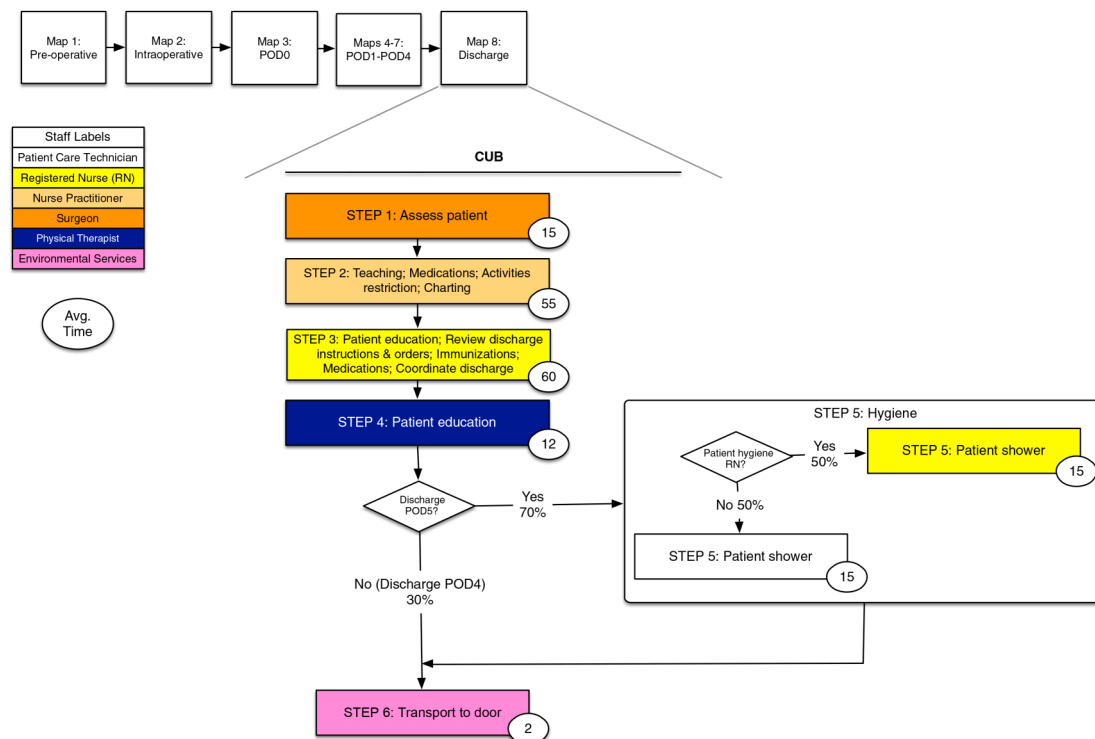 Map 1:
Pre-operative
Map 2:
Intraoperative
Map 3:
POD0
Maps 4-7:
POD1-POD4
Map 8:
Discharge
Staff Labels
Patient Care Technician
Registered Nurse (RN)
Nurse Practitioner
Surgeon
Physical Therapist
Environmental Services
Avg.
Time
CUB
STEP 1: Assess patient
15
STEP 2: Teaching; Medications; Activities
restriction; Charting
55
STEP 3: Patient education; Review discharge
instructions & orders; Immunizations;
Medications; Coordinate discharge
60
STEP 4: Patient education
12
Discharge
POD5?
Yes
70%
No (Discharge POD4)
30%
STEP 5: Hygiene
Patient hygiene
RN?
Yes
50%
STEP 5: Patient shower
15
No 50%
STEP 5: Patient shower
15
STEP 6: Transport to door
2